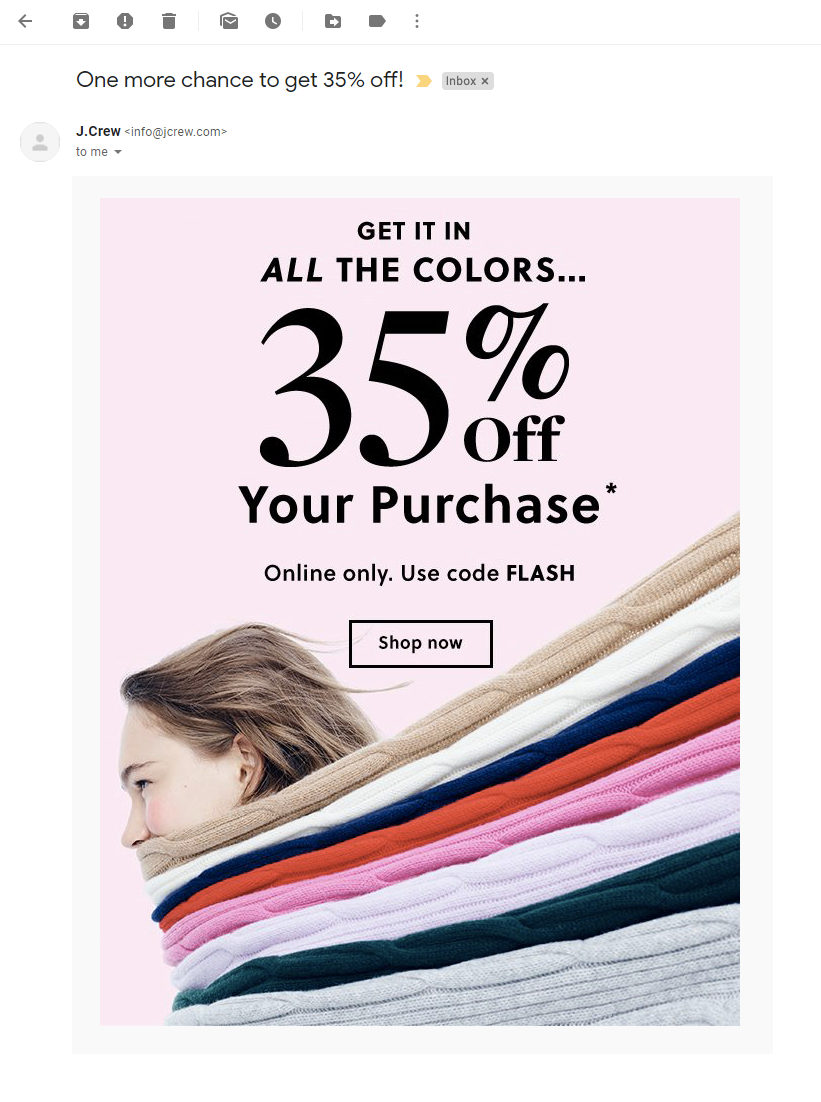 One more chance to get 35% off!
Inbox ×
J.Crew <info@jcrew.com>
to me
GET IT IN
ALL THE COLORS...
35% Off
Your Purchase*
Online only. Use code FLASH
Shop now